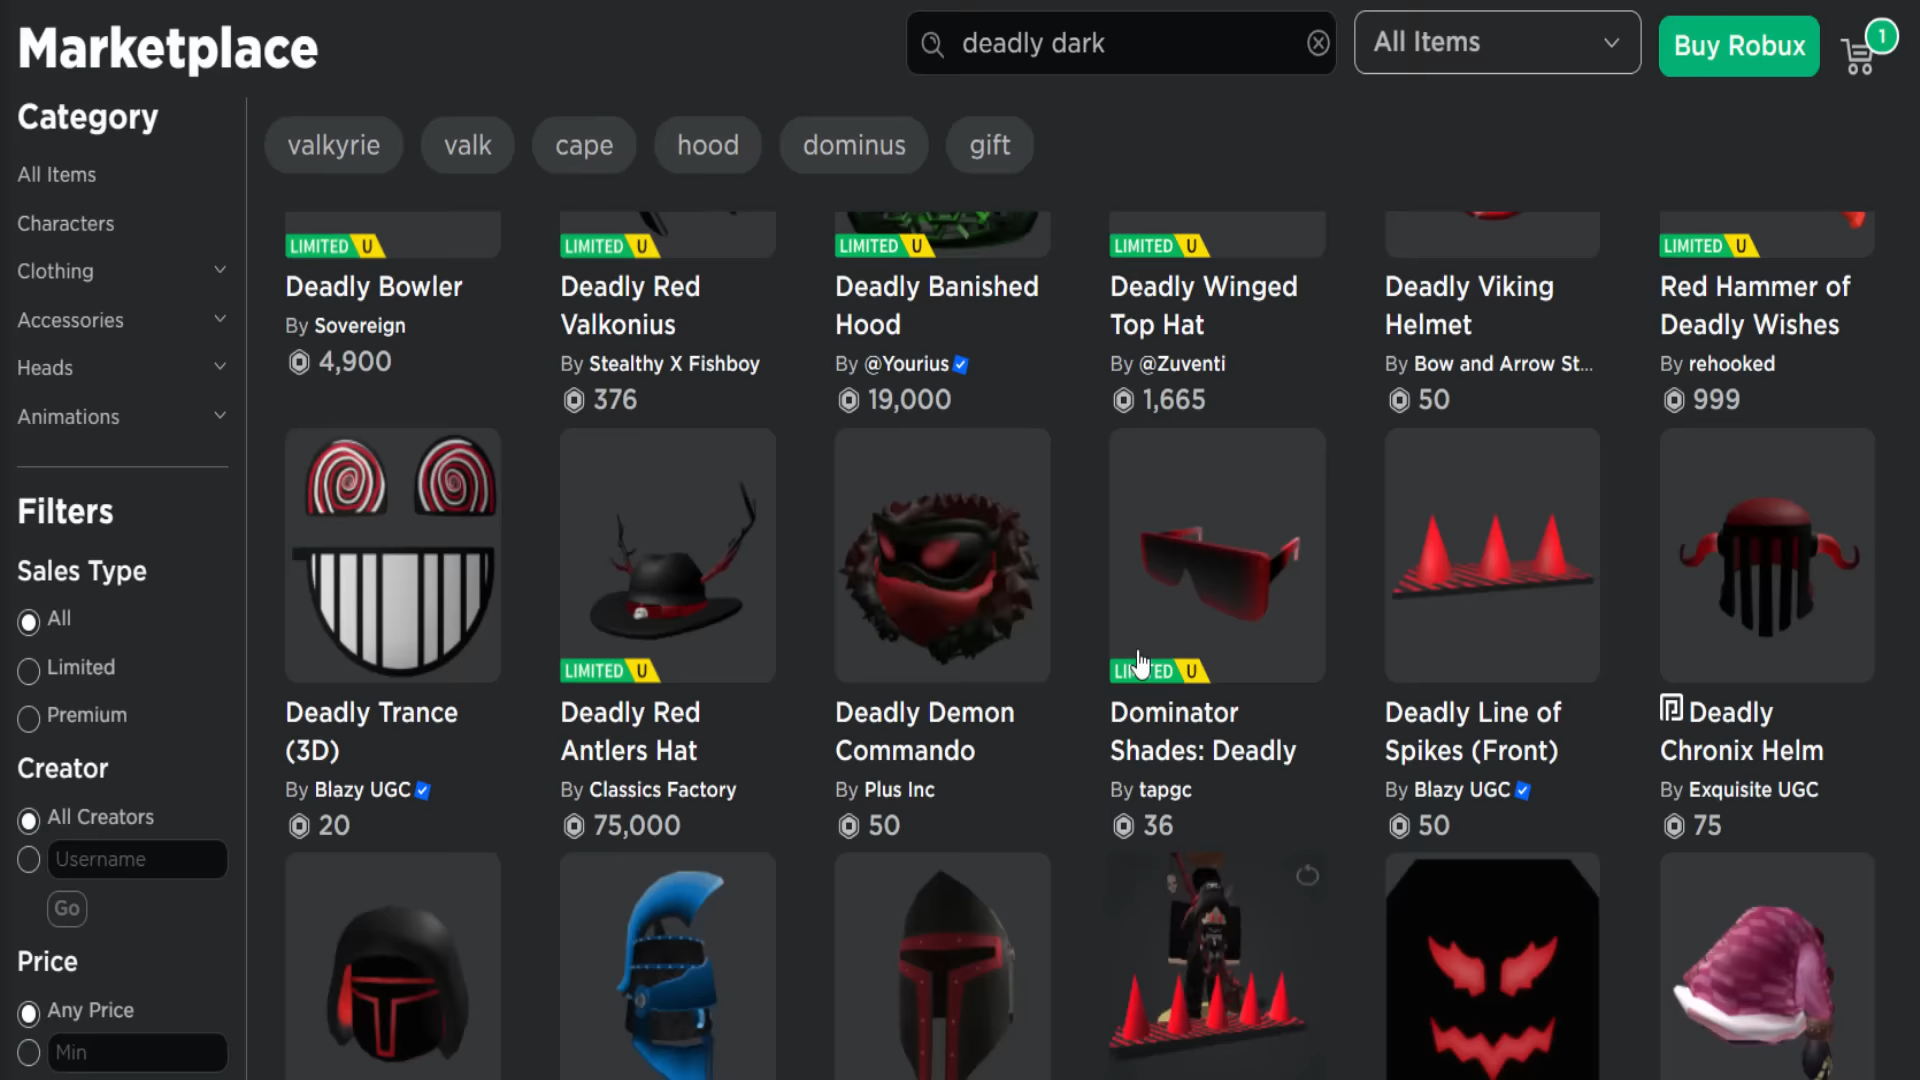 Marketplace
deadly dark
All Items
Buy Robux
1
Category
All Items
Characters
Clothing
Accessories
Heads
Animations
Filters
Sales Type
All
Limited
Premium
Creator
All Creators
Username
Go
Price
Any Price
Min
valkyrie
valk
cape
hood
dominus
gift
LIMITED U
Deadly Bowler
By Sovereign
4,900
LIMITED U
Deadly Red
Valkonius
By Stealthy X Fishboy
376
LIMITED U
Deadly Banished
Hood
By @Yourius
19,000
LIMITED U
Deadly Winged
Top Hat
By @Zuventi
1,665
Deadly Viking
Helmet
By Bow and Arrow St...
50
LIMITED U
Red Hammer of
Deadly Wishes
By rehooked
999
Deadly Trance
(3D)
By Blazy UGC
20
LIMITED U
Deadly Red
Antlers Hat
By Classics Factory
75,000
Deadly Demon
Commando
By Plus Inc
50
LIMITED U
Dominator
Shades: Deadly
By tapgc
36
Deadly Line of
Spikes (Front)
By Blazy UGC
50
Deadly
Chronix Helm
By Exquisite UGC
75